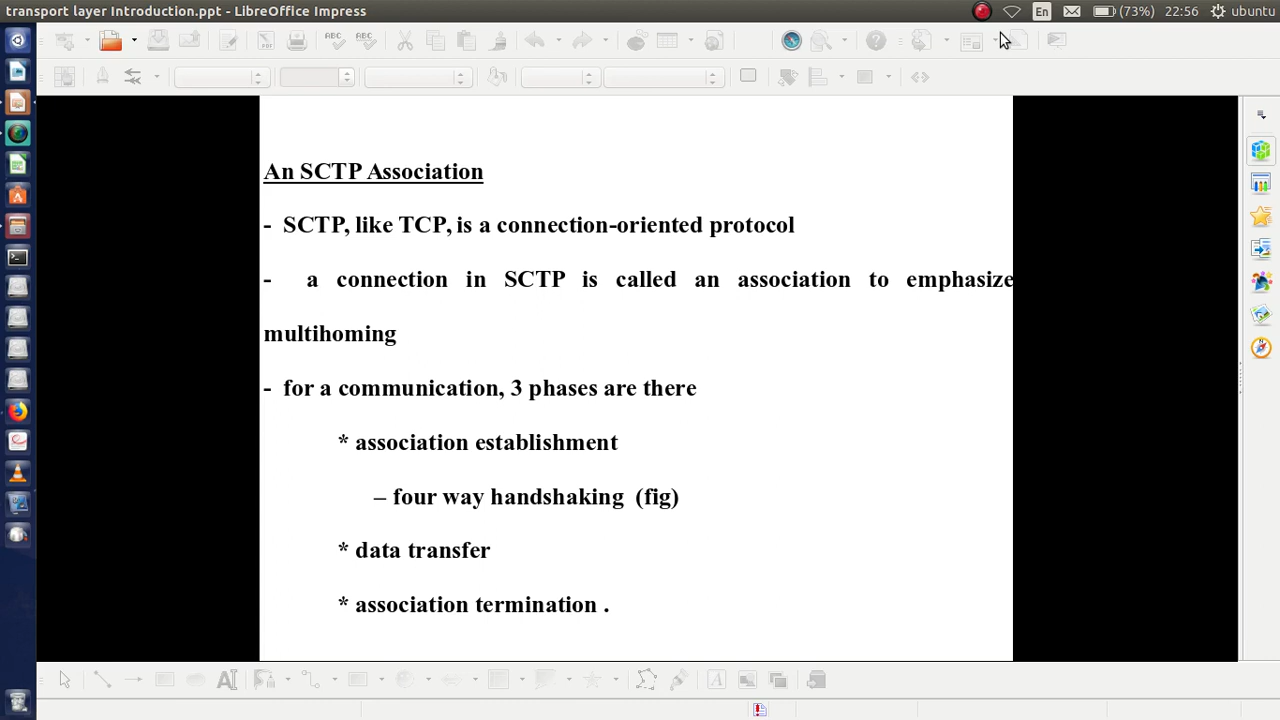 transport layer Introduction.ppt - LibreOffice Impress
En (73%) 22:56 ubuntu
An SCTP Association
- SCTP, like TCP, is a connection-oriented protocol
- a connection in SCTP is called an association to emphasize
multihoming
- for a communication, 3 phases are there
* association establishment
– four way handshaking (fig)
* data transfer
* association termination .